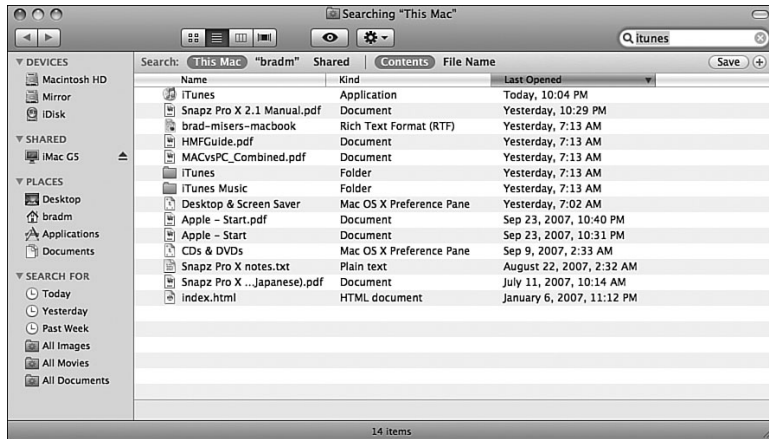 Searching "This Mac"
itunes
Search: This Mac "bradm" Shared Contents File Name Save
DEVICES
Macintosh HD
Mirror
iDisk
SHARED
iMac G5
PLACES
Desktop
bradm
Applications
Documents
SEARCH FOR
Today
Yesterday
Past Week
All Images
All Movies
All Documents
Name Kind Last Opened
iTunes Application Today, 10:04 PM
Snapz Pro X 2.1 Manual.pdf Document Yesterday, 10:29 PM
brad-misers-macbook Rich Text Format (RTF) Yesterday, 7:13 AM
HMFGuide.pdf Document Yesterday, 7:13 AM
MACvsPC_Combined.pdf Document Yesterday, 7:13 AM
iTunes Folder Yesterday, 7:13 AM
iTunes Music Folder Yesterday, 7:13 AM
Desktop & Screen Saver Mac OS X Preference Pane Yesterday, 7:02 AM
Apple – Start.pdf Document Sep 23, 2007, 10:40 PM
Apple – Start Document Sep 23, 2007, 10:31 PM
CDs & DVDs Mac OS X Preference Pane Sep 9, 2007, 2:33 AM
Snapz Pro X notes.txt Plain text August 22, 2007, 2:32 AM
Snapz Pro X ...Japanese).pdf Document July 11, 2007, 10:14 AM
index.html HTML document January 6, 2007, 11:12 PM
14 items